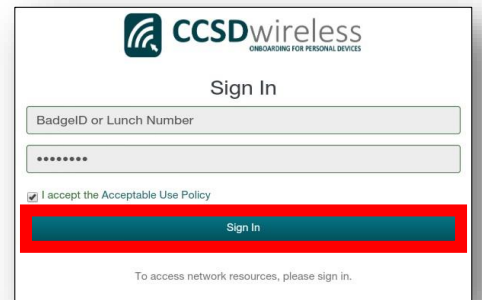 CCSDwireless
ONBOARDING FOR PERSONAL DEVICES
Sign In
BadgeID or Lunch Number
••••••••
I accept the Acceptable Use Policy
Sign In
To access network resources, please sign in.